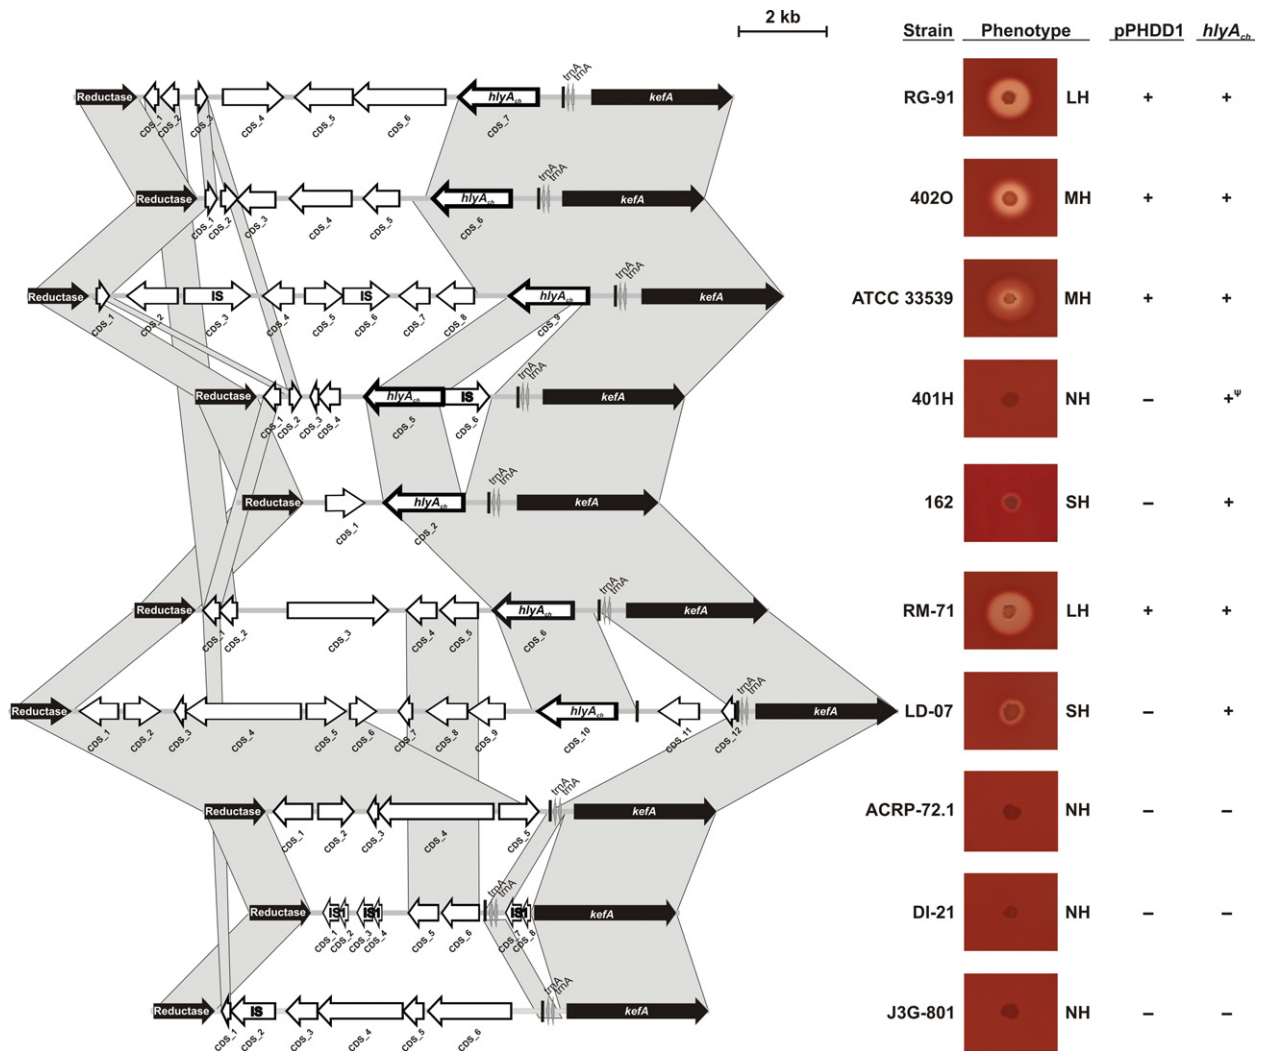 2 kb
Strain Phenotype pPHDD1 hlyAch
Reductase CDS_1 CDS_2 CDS_3 CDS_4 CDS_5 CDS_6 hlyAch CDS_7 trnA trnA kefA RG-91 LH + +
Reductase CDS_1 CDS_2 CDS_3 CDS_4 CDS_5 hlyAch CDS_6 trnA trnA kefA 402O MH + +
Reductase CDS_1 CDS_2 IS CDS_3 CDS_4 CDS_5 IS CDS_6 CDS_7 CDS_8 hlyAch CDS_9 trnA trnA kefA ATCC 33539 MH + +
Reductase CDS_1 CDS_2 CDS_3 CDS_4 hlyAch CDS_5 IS CDS_6 trnA trnA kefA 401H NH – +Ψ
Reductase CDS_1 hlyAch CDS_2 trnA trnA kefA 162 SH – +
Reductase CDS_1 CDS_2 CDS_3 CDS_4 CDS_5 hlyAch CDS_6 trnA trnA kefA RM-71 LH + +
Reductase CDS_1 CDS_2 CDS_3 CDS_4 CDS_5 CDS_6 CDS_7 CDS_8 CDS_9 hlyAch CDS_10 CDS_11 CDS_12 trnA trnA kefA LD-07 SH – +
Reductase CDS_1 CDS_2 CDS_3 CDS_4 CDS_5 trnA trnA kefA ACRP-72.1 NH – –
Reductase IS1 CDS_1 CDS_2 IS1 CDS_3 CDS_4 CDS_5 CDS_6 trnA trnA IS1 CDS_7 CDS_8 kefA DI-21 NH – –
Reductase CDS_1 IS CDS_2 CDS_3 CDS_4 CDS_5 CDS_6 trnA trnA kefA J3G-801 NH – –